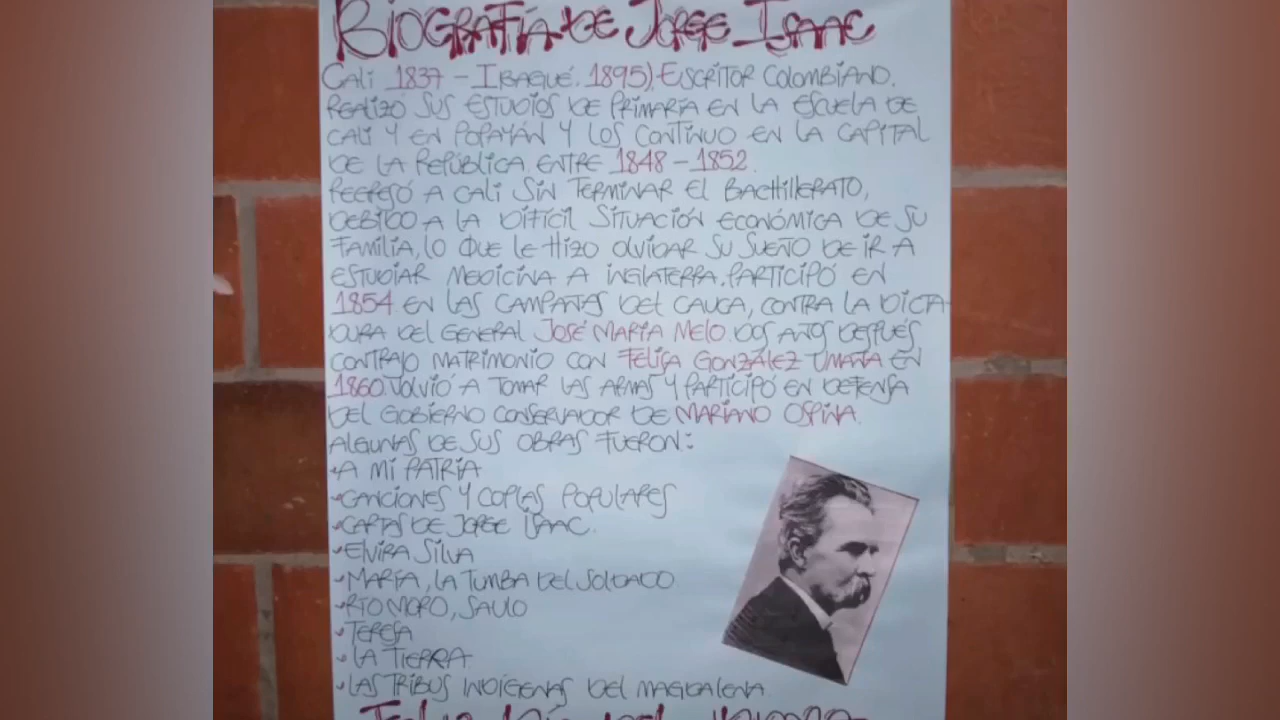 BIOGRAFÍA DE JORGE ISAAC
CALI 1837 - IBAGUÉ. 1895). ESCRITOR COLOMBIANO.
REALIZO SUS ESTUDIOS DE PRIMARIA EN LA ESCUELA DE
CALI Y EN POPAYÁN Y LOS CONTINUO EN LA CAPITAL
DE LA REPÚBLICA ENTRE 1848 - 1852.
REGRESÓ A CALI SIN TERMINAR EL BACHILLERATO,
DEBIDO A LA DIFÍCIL SITUACIÓN ECONÓMICA DE SU
FAMILIA, LO QUE LE HIZO OLVIDAR SU SUEÑO DE IR A
ESTUDIAR MEDICINA A INGLATERRA. PARTICIPÓ EN
1854 EN LAS CAMPAÑAS DEL CAUCA, CONTRA LA DICTA
DURA DEL GENERAL JOSÉ MARÍA MELO. DOS AÑOS DESPUÉS
CONTRAJO MATRIMONIO CON FELISA GONZÁLEZ UMAÑA EN
1860 VOLVIÓ A TOMAR LAS ARMAS Y PARTICIPÓ EN DEFENSA
DEL GOBIERNO CONSERVADOR DE MARIANO OSPINA.
ALGUNAS DE SUS OBRAS FUERON:
A MI PATRIA
CANCIONES Y COPLAS POPULARES
CARTAS DE JORGE ISAAC.
ELVIRA SILVA
MARÍA, LA TUMBA DEL SOLDADO
RIO MORO, SAULO
TERESA
LA TIERRA
LAS TRIBUS INDÍGENAS DEL MAGDALENA